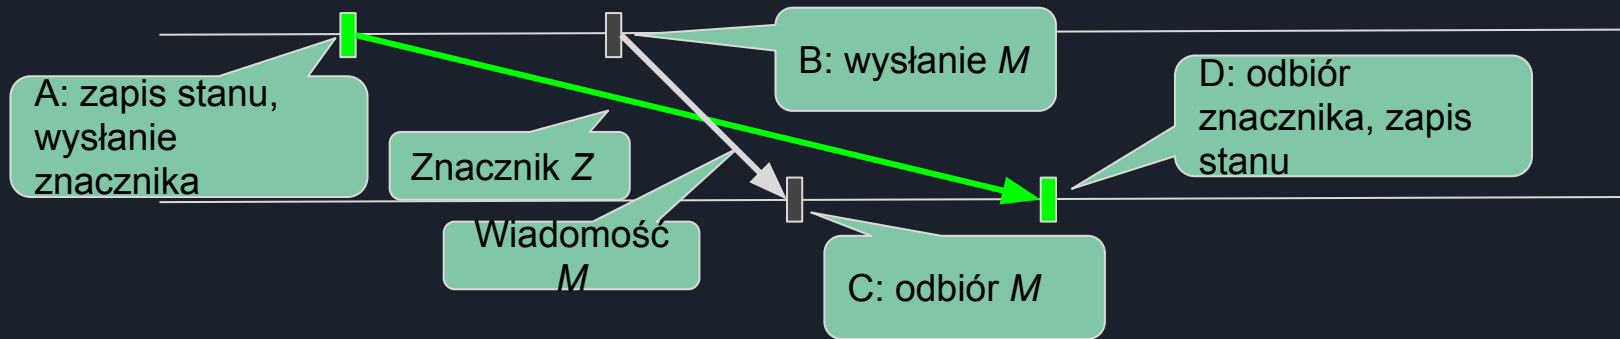 A: zapis stanu,
wysłanie
znacznika
B: wysłanie M
D: odbiór
znacznika, zapis
stanu
Znacznik Z
Wiadomość
M
C: odbiór M